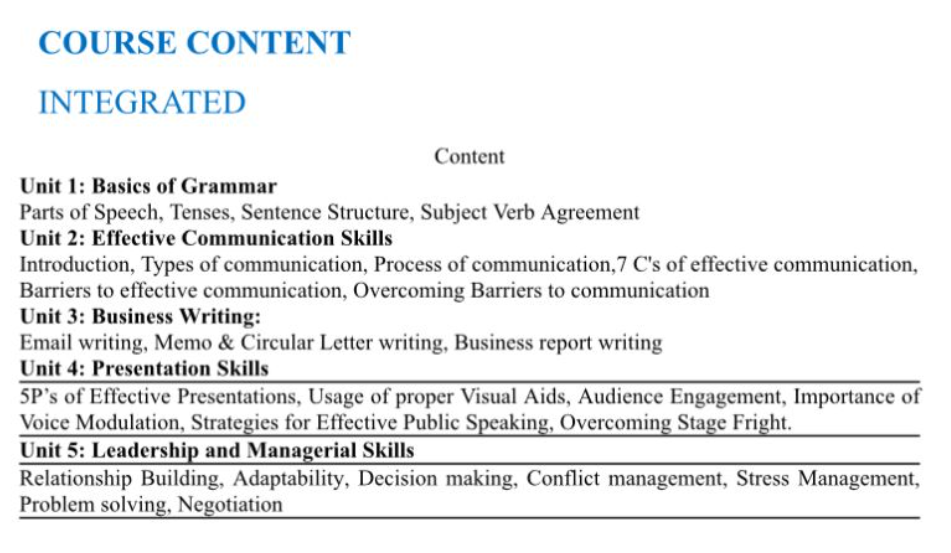 COURSE CONTENT
INTEGRATED
Content
Unit 1: Basics of Grammar
Parts of Speech, Tenses, Sentence Structure, Subject Verb Agreement
Unit 2: Effective Communication Skills
Introduction, Types of communication, Process of communication,7 C's of effective communication,
Barriers to effective communication, Overcoming Barriers to communication
Unit 3: Business Writing:
Email writing, Memo & Circular Letter writing, Business report writing
Unit 4: Presentation Skills
5P’s of Effective Presentations, Usage of proper Visual Aids, Audience Engagement, Importance of
Voice Modulation, Strategies for Effective Public Speaking, Overcoming Stage Fright.
Unit 5: Leadership and Managerial Skills
Relationship Building, Adaptability, Decision making, Conflict management, Stress Management,
Problem solving, Negotiation